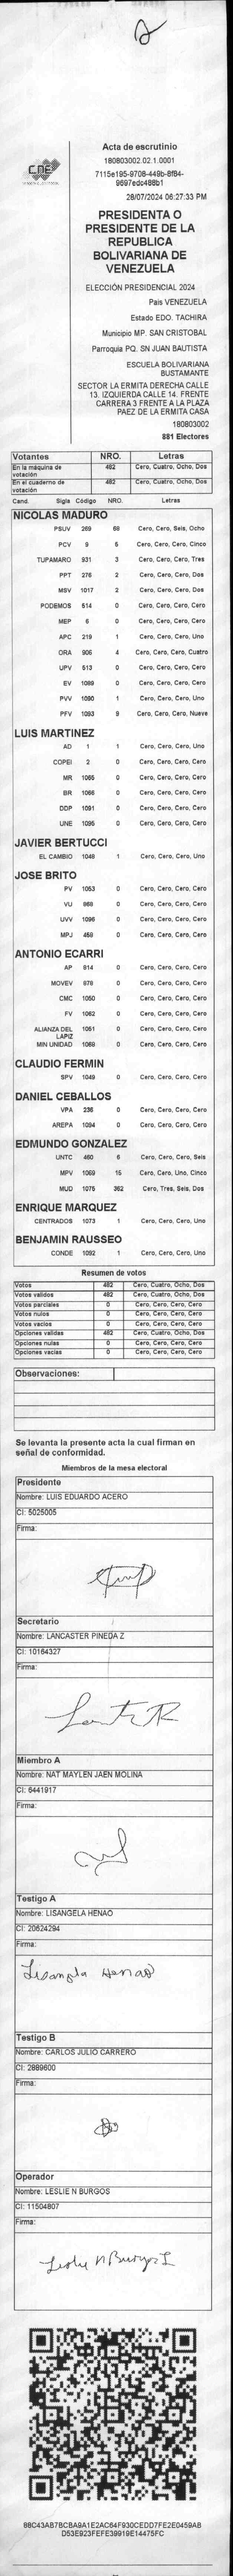 2
CNE
Acta de escrutinio
180803002.02.1.0001
7115e195-9708-449b-8f84-
9697edc488b1
28/07/2024 06:27:33 PM
PRESIDENTA O
PRESIDENTE DE LA
REPUBLICA
BOLIVARIANA DE
VENEZUELA
ELECCIÓN PRESIDENCIAL 2024
Pais VENEZUELA
Estado EDO. TACHIRA
Municipio MP. SAN CRISTOBAL
Parroquia PQ. SN JUAN BAUTISTA
ESCUELA BOLIVARIANA
BUSTAMANTE
SECTOR LA ERMITA DERECHA CALLE
13. IZQUIERDA CALLE 14. FRENTE
CARRERA 3 FRENTE A LA PLAZA
PAEZ DE LA ERMITA CASA
180803002
881 Electores
Votantes NRO. Letras
En la máquina de votación 482 Cero, Cuatro, Ocho, Dos
En el cuaderno de votación 482 Cero, Cuatro, Ocho, Dos
Cand. Sigla Código NRO. Letras
NICOLAS MADURO
PSUV 269 68 Cero, Cero, Seis, Ocho
PCV 9 5 Cero, Cero, Cero, Cinco
TUPAMARO 931 3 Cero, Cero, Cero, Tres
PPT 276 2 Cero, Cero, Cero, Dos
MSV 1017 2 Cero, Cero, Cero, Dos
PODEMOS 514 0 Cero, Cero, Cero, Cero
MEP 6 0 Cero, Cero, Cero, Cero
APC 219 1 Cero, Cero, Cero, Uno
ORA 906 4 Cero, Cero, Cero, Cuatro
UPV 513 0 Cero, Cero, Cero, Cero
EV 1089 0 Cero, Cero, Cero, Cero
PVV 1090 1 Cero, Cero, Cero, Uno
PFV 1093 9 Cero, Cero, Cero, Nueve
LUIS MARTINEZ
AD 1 1 Cero, Cero, Cero, Uno
COPEI 2 0 Cero, Cero, Cero, Cero
MR 1065 0 Cero, Cero, Cero, Cero
BR 1066 0 Cero, Cero, Cero, Cero
DDP 1091 0 Cero, Cero, Cero, Cero
UNE 1095 0 Cero, Cero, Cero, Cero
JAVIER BERTUCCI
EL CAMBIO 1048 1 Cero, Cero, Cero, Uno
JOSE BRITO
PV 1053 0 Cero, Cero, Cero, Cero
VU 868 0 Cero, Cero, Cero, Cero
UVV 1096 0 Cero, Cero, Cero, Cero
MPJ 459 0 Cero, Cero, Cero, Cero
ANTONIO ECARRI
AP 814 0 Cero, Cero, Cero, Cero
MOVEV 878 0 Cero, Cero, Cero, Cero
CMC 1050 0 Cero, Cero, Cero, Cero
FV 1062 0 Cero, Cero, Cero, Cero
ALIANZA DEL LAPIZ 1051 0 Cero, Cero, Cero, Cero
MIN UNIDAD 1069 0 Cero, Cero, Cero, Cero
CLAUDIO FERMIN
SPV 1049 0 Cero, Cero, Cero, Cero
DANIEL CEBALLOS
VPA 236 0 Cero, Cero, Cero, Cero
AREPA 1094 0 Cero, Cero, Cero, Cero
EDMUNDO GONZALEZ
UNTC 460 6 Cero, Cero, Cero, Seis
MPV 1069 15 Cero, Cero, Uno, Cinco
MUD 1075 362 Cero, Tres, Seis, Dos
ENRIQUE MARQUEZ
CENTRADOS 1073 1 Cero, Cero, Cero, Uno
BENJAMIN RAUSSEO
CONDE 1092 1 Cero, Cero, Cero, Uno
Resumen de votos
Votos 482 Cero, Cuatro, Ocho, Dos
Votos validos 482 Cero, Cuatro, Ocho, Dos
Votos parciales 0 Cero, Cero, Cero, Cero
Votos nulos 0 Cero, Cero, Cero, Cero
Votos vacios 0 Cero, Cero, Cero, Cero
Opciones validas 482 Cero, Cuatro, Ocho, Dos
Opciones nulas 0 Cero, Cero, Cero, Cero
Opciones vacias 0 Cero, Cero, Cero, Cero
Observaciones:
Se levanta la presente acta la cual firman en
señal de conformidad.
Miembros de la mesa electoral
Presidente
Nombre: LUIS EDUARDO ACERO
CI: 5025005
Firma:
Secretario
Nombre: LANCASTER PINEDA Z
CI: 10164327
Firma:
Miembro A
Nombre: NAT MAYLEN JAEN MOLINA
CI: 6441917
Firma:
Testigo A
Nombre: LISANGELA HENAO
CI: 20624294
Firma:
Lisangela Henao
Testigo B
Nombre: CARLOS JULIO CARRERO
CI: 2889600
Firma:
Operador
Nombre: LESLIE N BURGOS
CI: 11504807
Firma:
Leslie N Burgos I
88C43AB7BCBA9A1E2AC64F930CEDD7FE2E0459AB
D53E923FEFE39919E14475FC